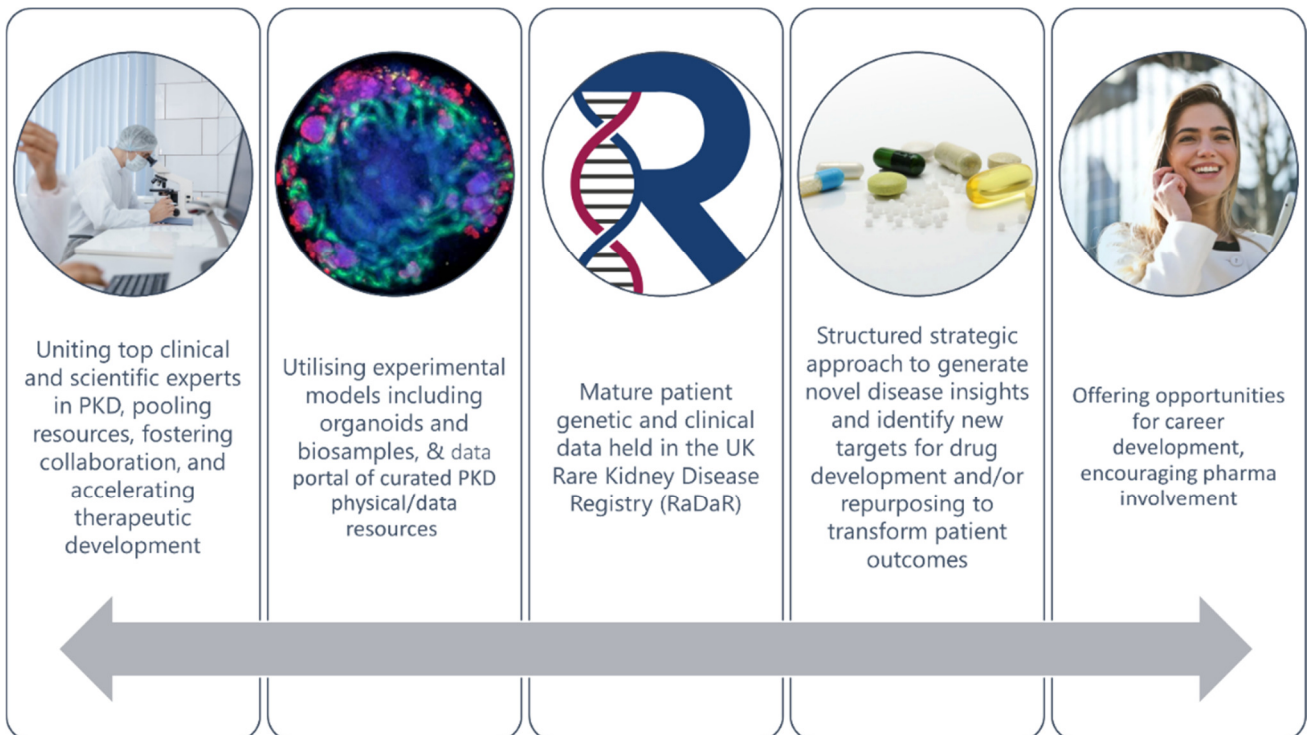 Uniting top clinical
and scientific experts
in PKD, pooling
resources, fostering
collaboration, and
accelerating
therapeutic
development
Utilising experimental
models including
organoids and
biosamples, & data
portal of curated PKD
physical/data
resources
Mature patient
genetic and clinical
data held in the UK
Rare Kidney Disease
Registry (RaDaR)
Structured strategic
approach to generate
novel disease insights
and identify new
targets for drug
development and/or
repurposing to
transform patient
outcomes
Offering opportunities
for career
development,
encouraging pharma
involvement